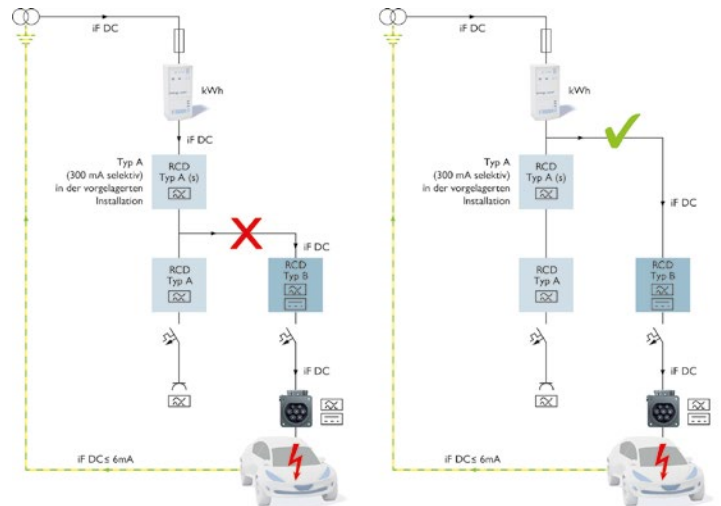 iF DC
kWh
iF DC
Typ A
(300 mA selektiv)
in der vorgelagerten
Installation
RCD
Typ A (s)
iF DC
RCD
Typ A
RCD
Typ B
iF DC
iF DC ≤ 6mA
iF DC
kWh
Typ A
(300 mA selektiv)
in der vorgelagerten
Installation
RCD
Typ A (s)
iF DC
RCD
Typ A
RCD
Typ B
iF DC
iF DC ≤ 6mA